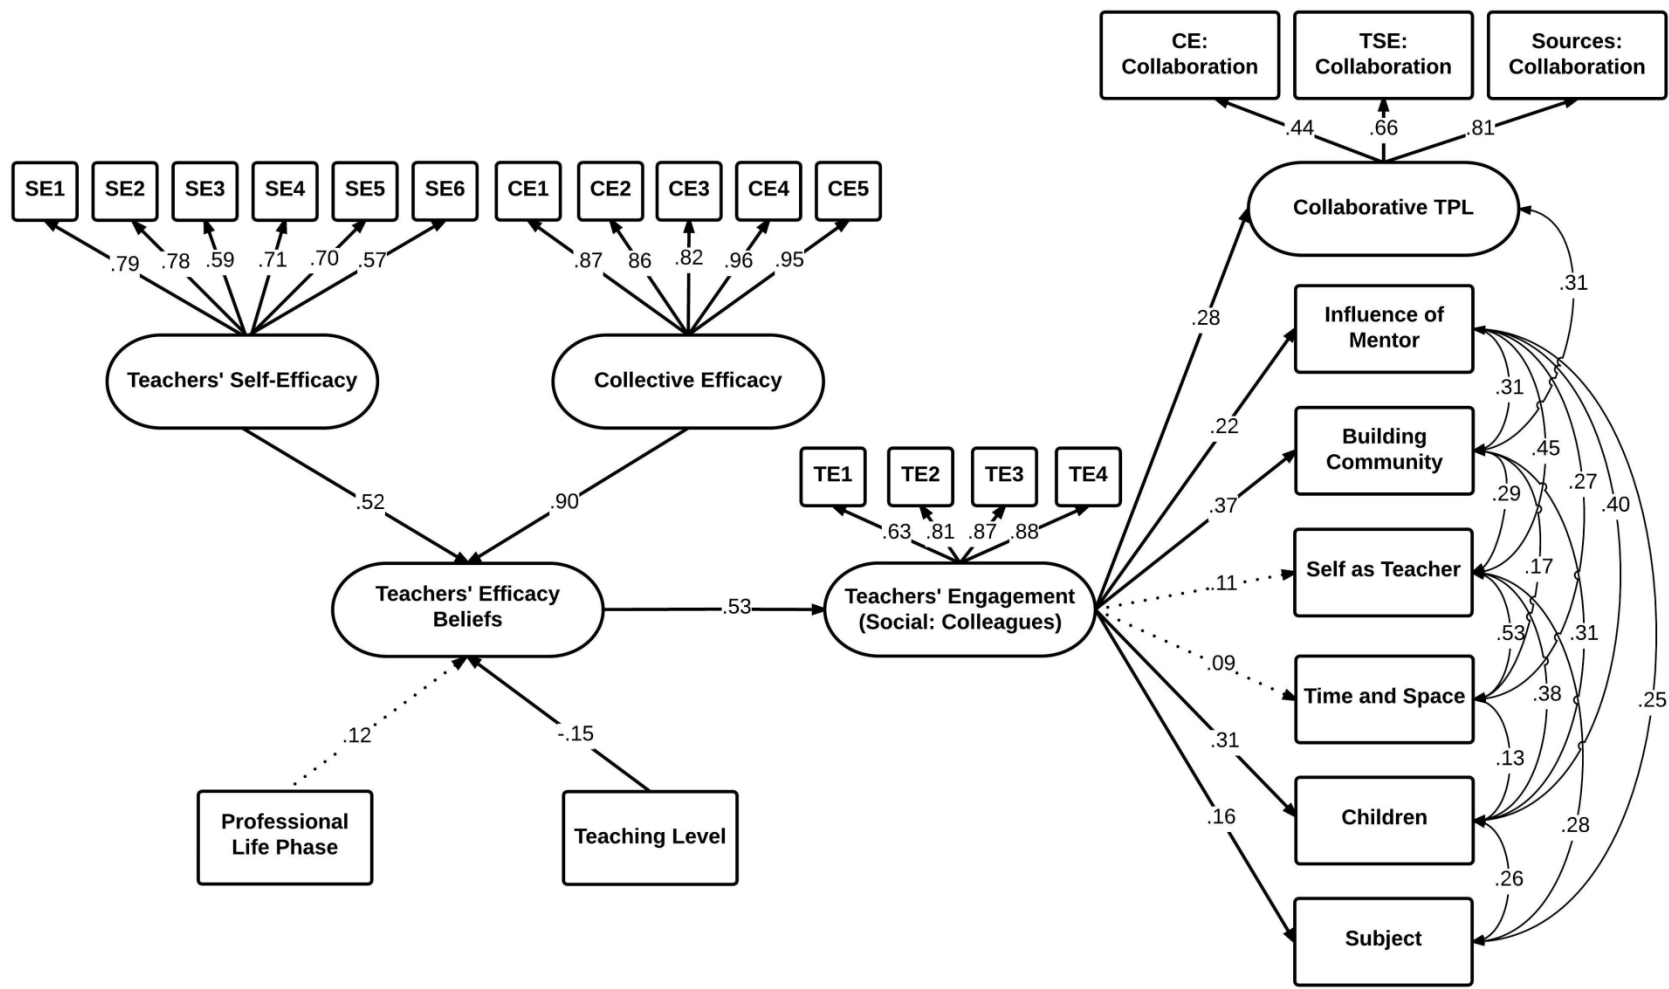 CE:
Collaboration
TSE:
Collaboration
Sources:
Collaboration
.44
.66
.81
SE1
SE2
SE3
SE4
SE5
SE6
CE1
CE2
CE3
CE4
CE5
Collaborative TPL
.79
.78
.59
.71
.70
.57
.87
86
.82
.96
.95
.31
.28
Influence of
Mentor
Teachers' Self-Efficacy
Collective Efficacy
.31
.22
Building
Community
.45
TE1
TE2
TE3
TE4
.27
.29
.40
.52
.90
.37
.63
.81
.87
.88
Self as Teacher
.17
.11
Teachers' Efficacy
Beliefs
.53
Teachers' Engagement
(Social: Colleagues)
.53
.31
.09
Time and Space
.38
.25
.12
-.15
.31
.13
Professional
Life Phase
Teaching Level
.16
Children
.28
.26
Subject